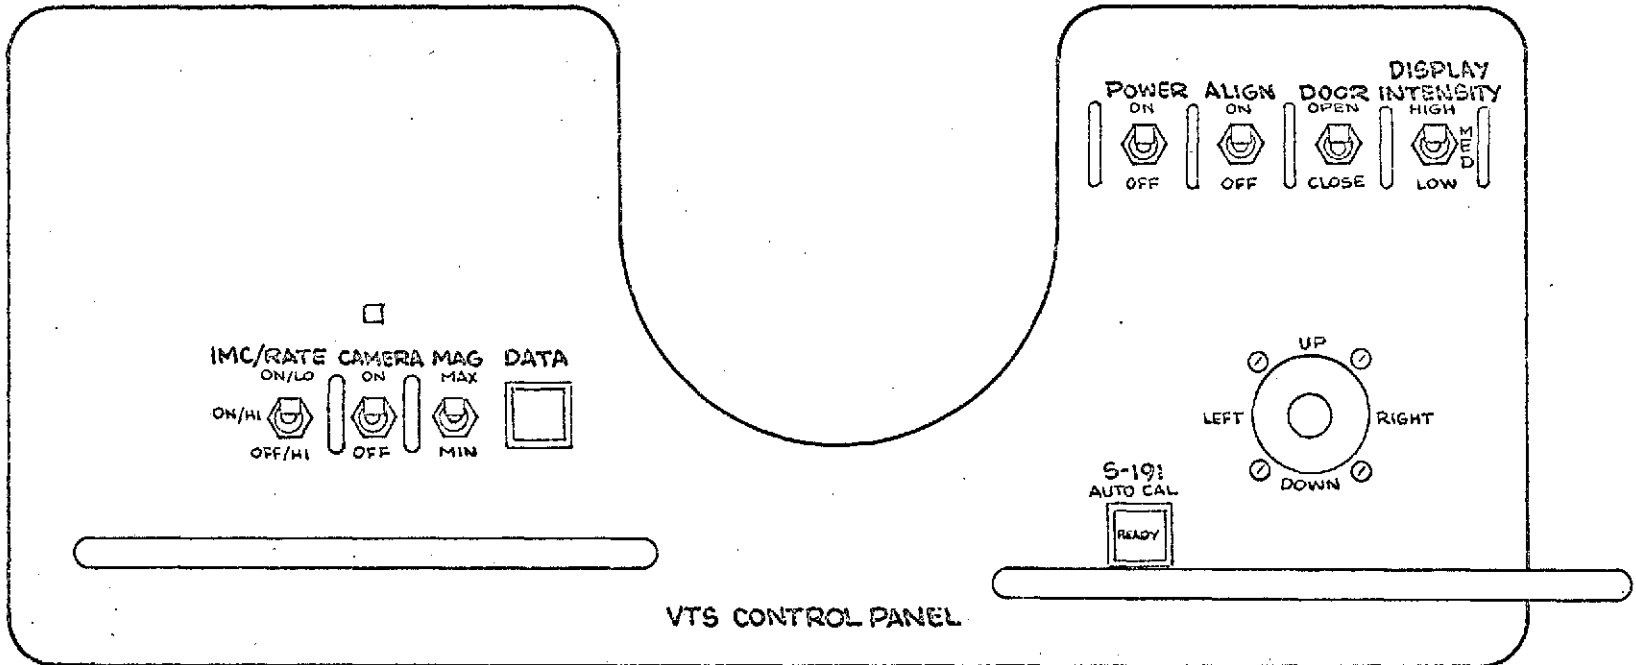 DISPLAY
POWER ALIGN DOOR INTENSITY
ON ON OPEN HIGH
MED
OFF OFF CLOSE LOW
IMC/RATE CAMERA MAG DATA
ON/LO ON MAX
ON/HI
OFF/HI OFF MIN
UP
LEFT RIGHT
DOWN
S-191
AUTO CAL
READY
VTS CONTROL PANEL